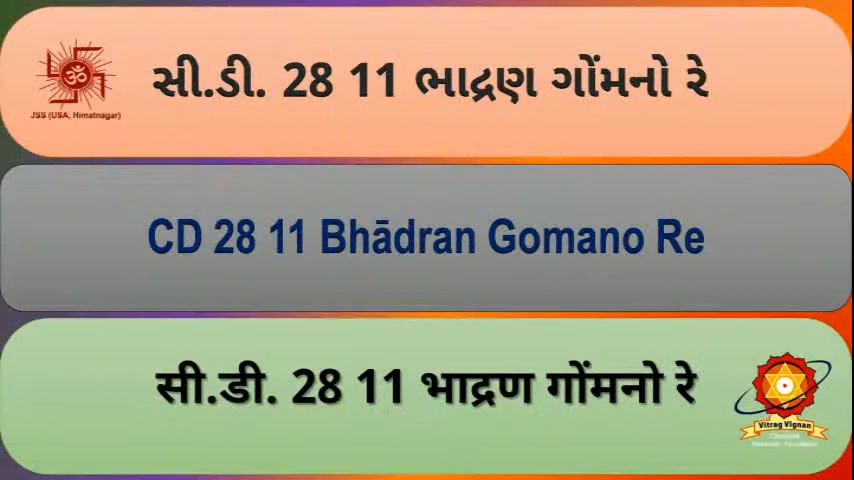 સી.ડી. 28 11 ભાદ્રણ ગોંમનો રે
JSS (USA, Himatnagar)
CD 28 11 Bhādran Gomano Re
सी.डी. 28 11 भाद्रण गोंमनो रे
Vitrag Vignan